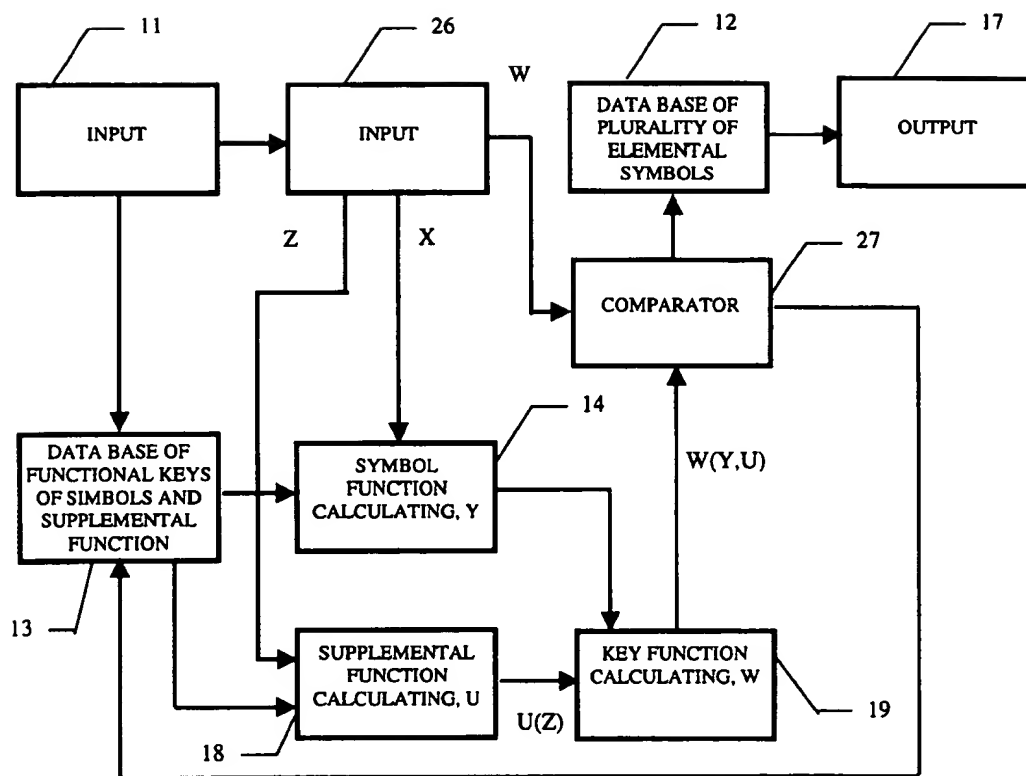 11
26
12
17
W
INPUT
INPUT
DATA BASE OF
PLURALITY OF
ELEMENTAL
SYMBOLS
OUTPUT
Z
X
27
COMPARATOR
14
DATA BASE OF
FUNCTIONAL KEYS
OF SIMBOLS AND
SUPPLEMENTAL
FUNCTION
SYMBOL
FUNCTION
CALCULATING, Y
W(Y,U)
13
SUPPLEMENTAL
FUNCTION
CALCULATING, U
KEY FUNCTION
CALCULATING, W
U(Z)
18
19